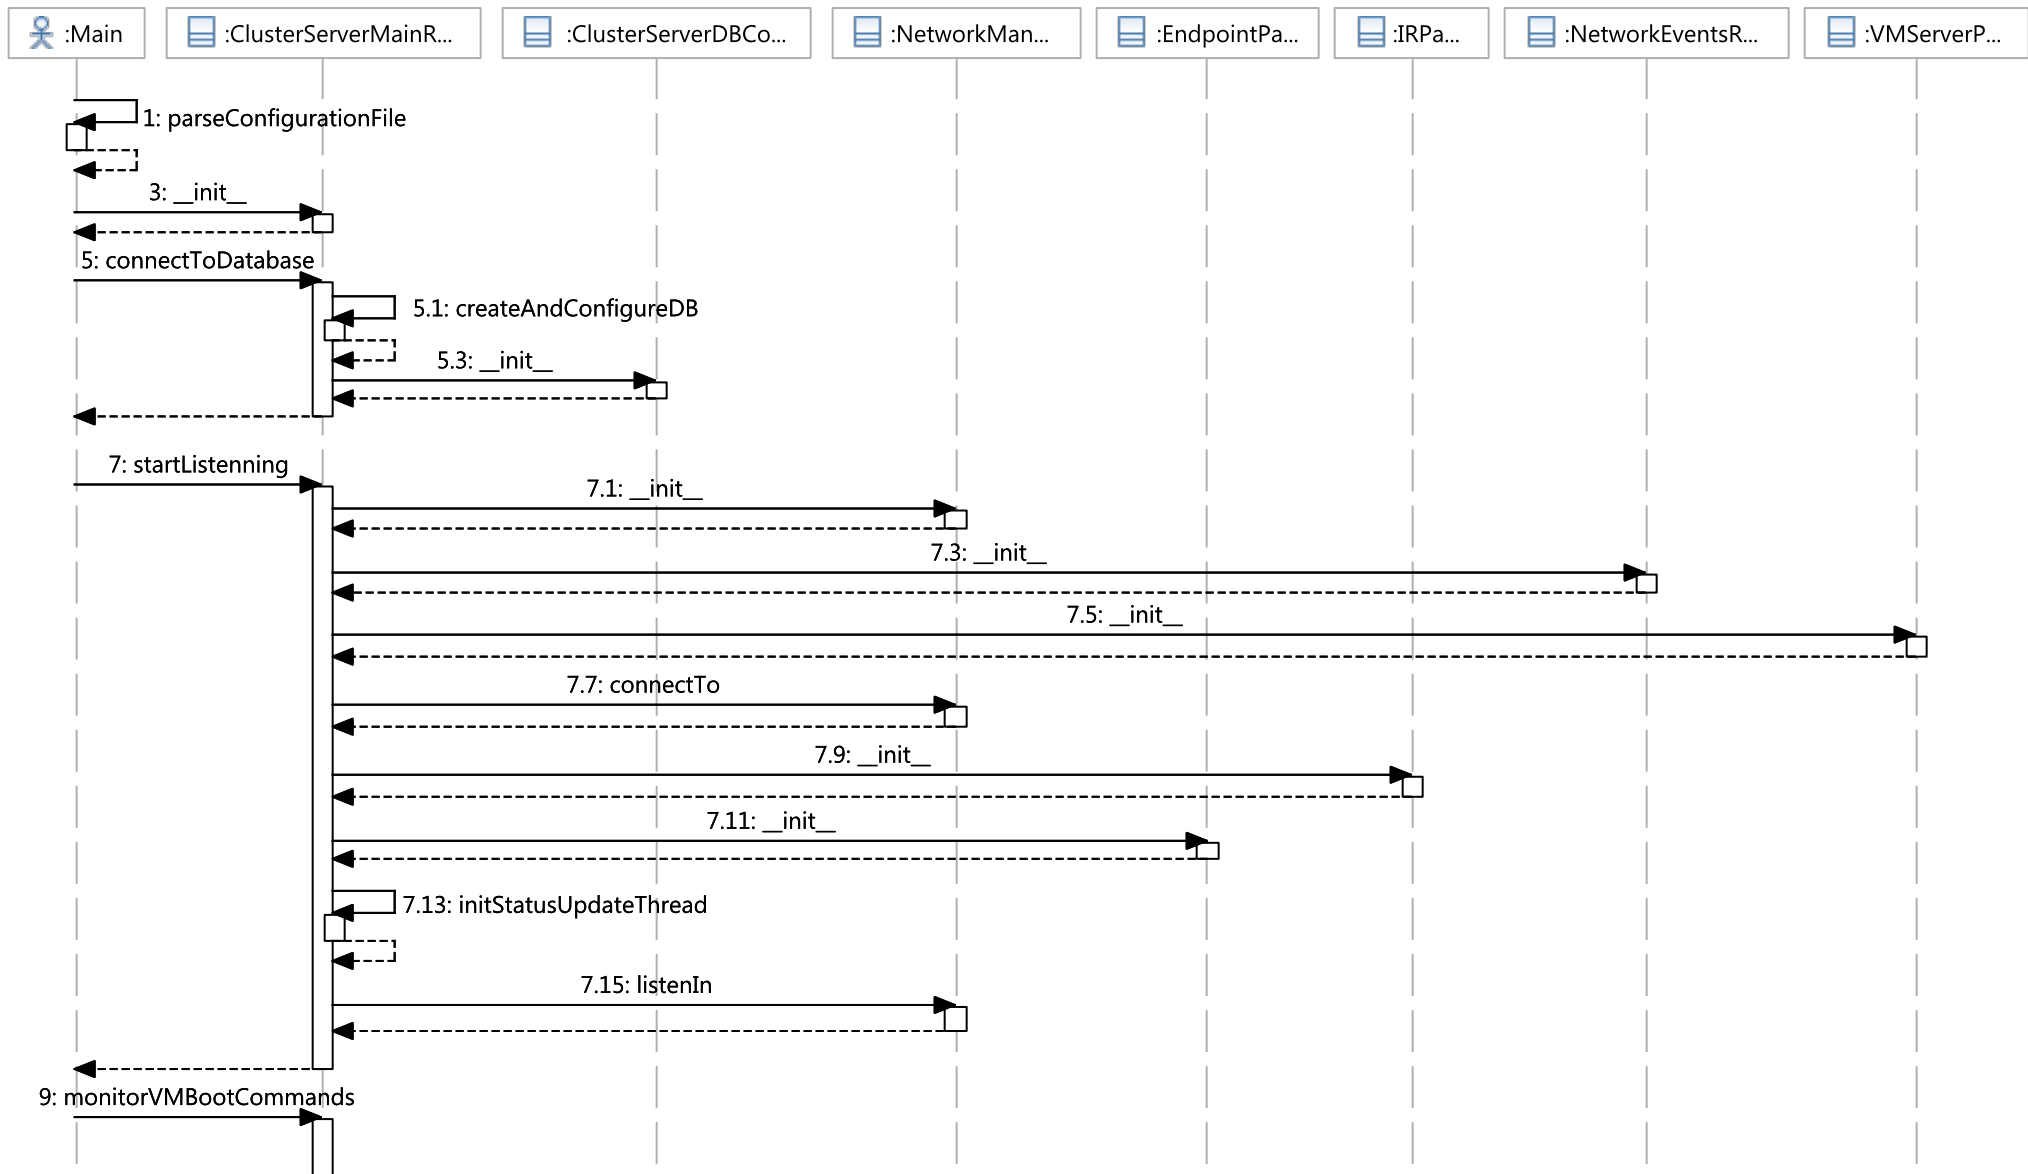 :Main
:ClusterServerMainR...
:ClusterServerDBCo...
:NetworkMan...
:EndpointPa...
:IRPa...
:NetworkEventsR...
:VMServerP...
1: parseConfigurationFile
3: __init__
5: connectToDatabase
5.1: createAndConfigureDB
5.3: __init__
7: startListenning
7.1: __init__
7.3: __init__
7.5: __init__
7.7: connectTo
7.9: __init__
7.11: __init__
7.13: initStatusUpdateThread
7.15: listenIn
9: monitorVMBootCommands